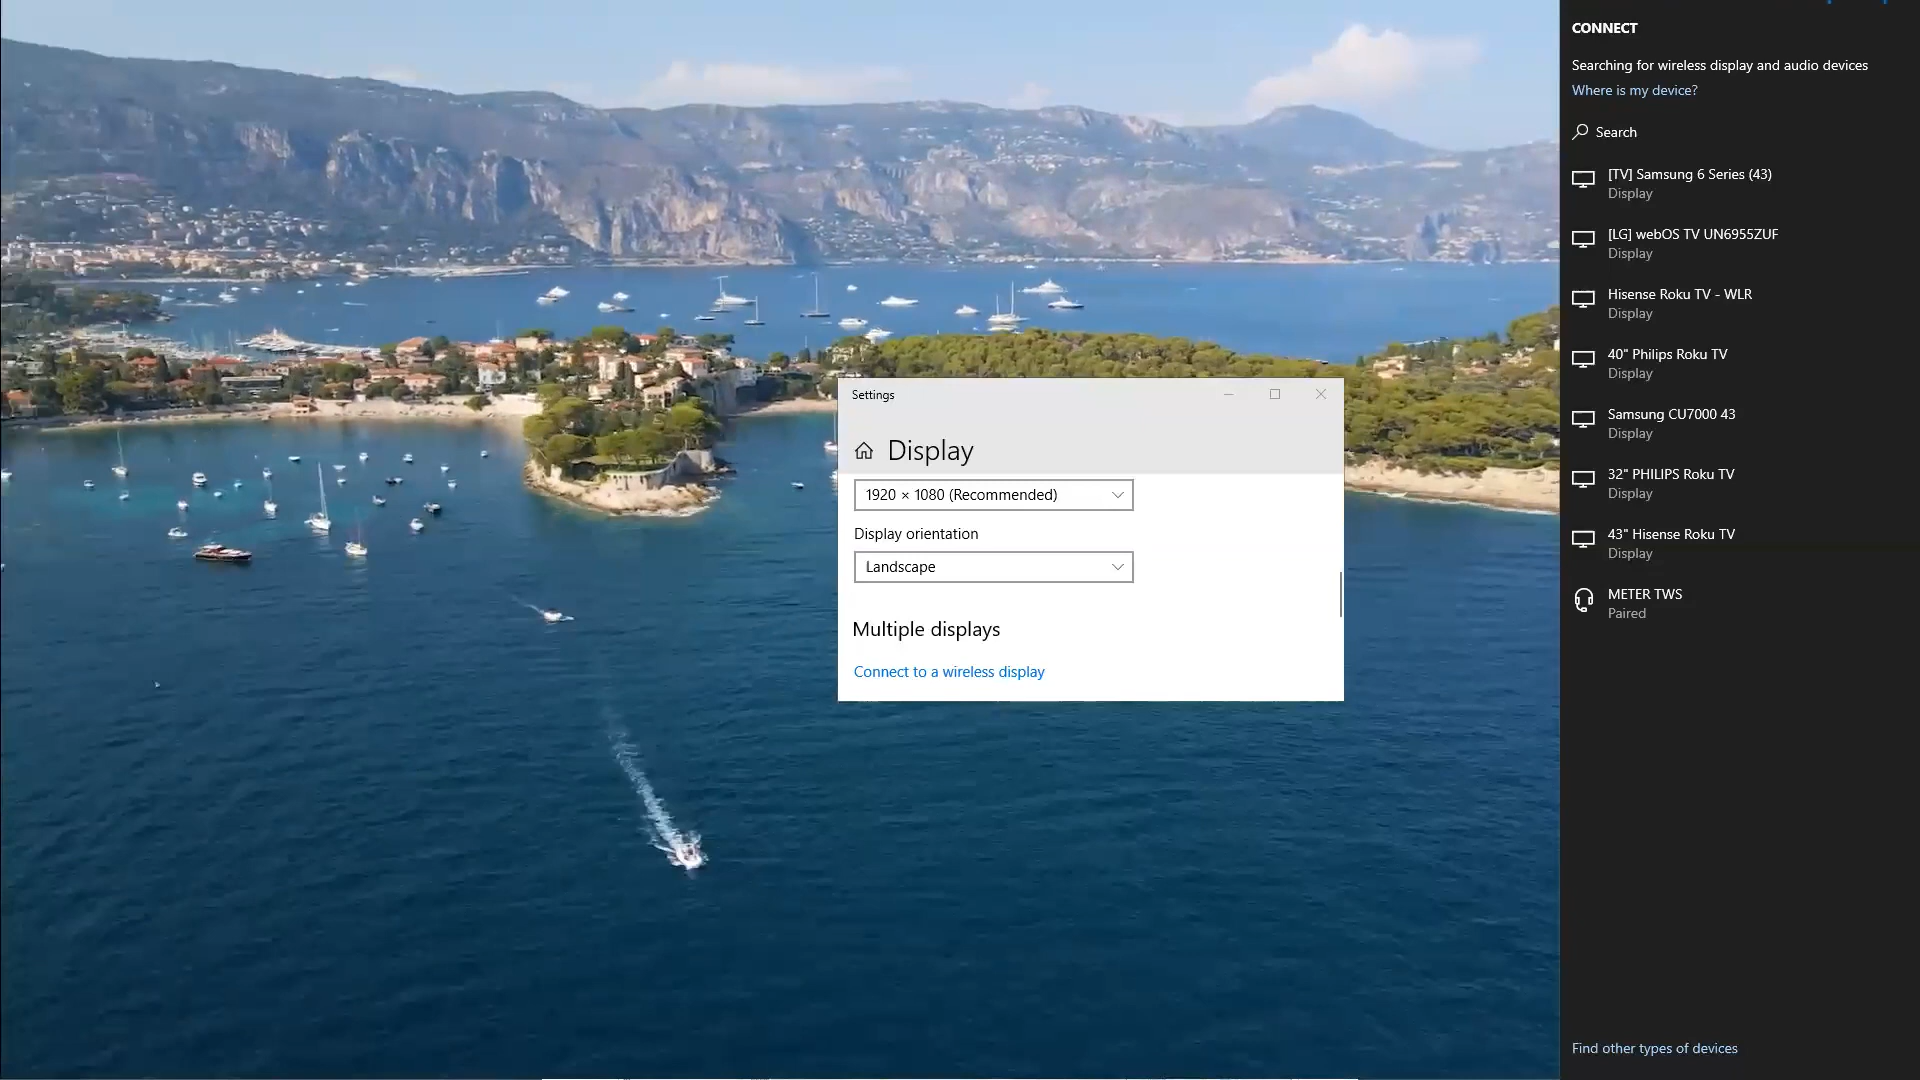 Settings
Display
1920 × 1080 (Recommended)
Display orientation
Landscape
Multiple displays
Connect to a wireless display
CONNECT
Searching for wireless display and audio devices
Where is my device?
Search
[TV] Samsung 6 Series (43)
Display
[LG] webOS TV UN6955ZUF
Display
Hisense Roku TV - WLR
Display
40" Philips Roku TV
Display
Samsung CU7000 43
Display
32" PHILIPS Roku TV
Display
43" Hisense Roku TV
Display
METER TWS
Paired
Find other types of devices